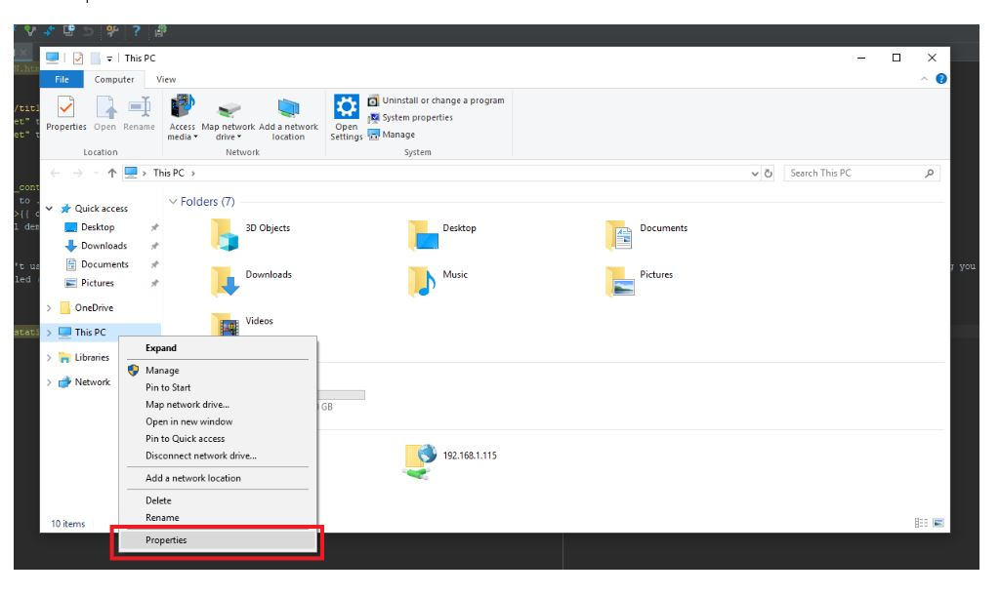 This PC
File Computer View
Properties Open Rename
Access media Map network drive Add a network location
Open Settings
Uninstall or change a program
System properties
Manage
Location Network System
This PC
Search This PC
Quick access
Desktop
Downloads
Documents
Pictures
OneDrive
This PC
Libraries
Network
Folders (7)
3D Objects Desktop Documents
Downloads Music Pictures
Videos
GB
192.168.1.115
Expand
Manage
Pin to Start
Map network drive...
Open in new window
Pin to Quick access
Disconnect network drive...
Add a network location
Delete
Rename
Properties
10 items
you